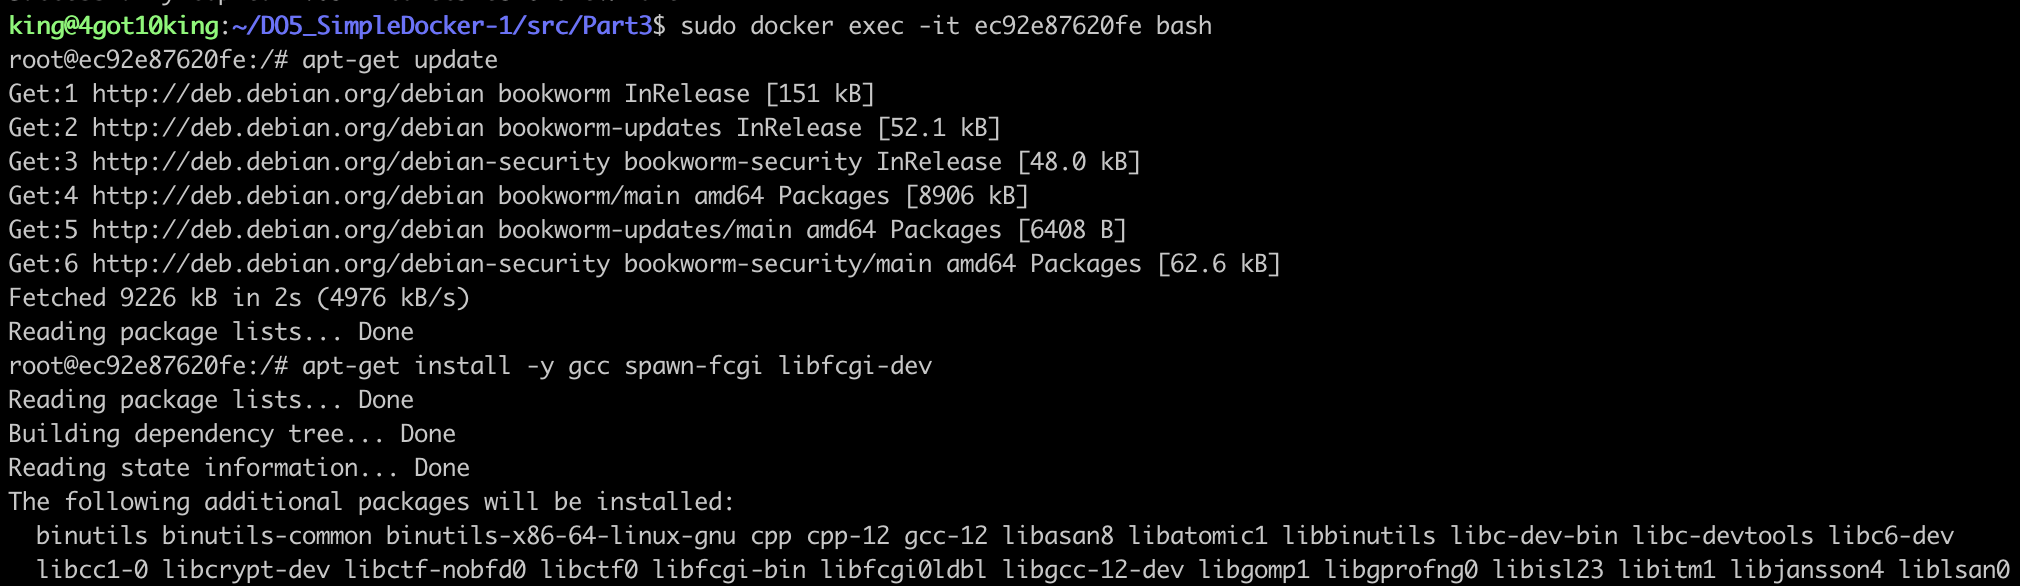 king@4got10king:~/DO5_SimpleDocker-1/src/Part3$ sudo docker exec -it ec92e87620fe bash
root@ec92e87620fe:/# apt-get update
Get:1 http://deb.debian.org/debian bookworm InRelease [151 kB]
Get:2 http://deb.debian.org/debian bookworm-updates InRelease [52.1 kB]
Get:3 http://deb.debian.org/debian-security bookworm-security InRelease [48.0 kB]
Get:4 http://deb.debian.org/debian bookworm/main amd64 Packages [8906 kB]
Get:5 http://deb.debian.org/debian bookworm-updates/main amd64 Packages [6408 B]
Get:6 http://deb.debian.org/debian-security bookworm-security/main amd64 Packages [62.6 kB]
Fetched 9226 kB in 2s (4976 kB/s)
Reading package lists... Done
root@ec92e87620fe:/# apt-get install -y gcc spawn-fcgi libfcgi-dev
Reading package lists... Done
Building dependency tree... Done
Reading state information... Done
The following additional packages will be installed:
  binutils binutils-common binutils-x86-64-linux-gnu cpp cpp-12 gcc-12 libasan8 libatomic1 libbinutils libc-dev-bin libc-devtools libc6-dev
  libcc1-0 libcrypt-dev libctf-nobfd0 libctf0 libfcgi-bin libfcgi0ldbl libgcc-12-dev libgomp1 libgprofng0 libisl23 libitm1 libjansson4 liblsan0